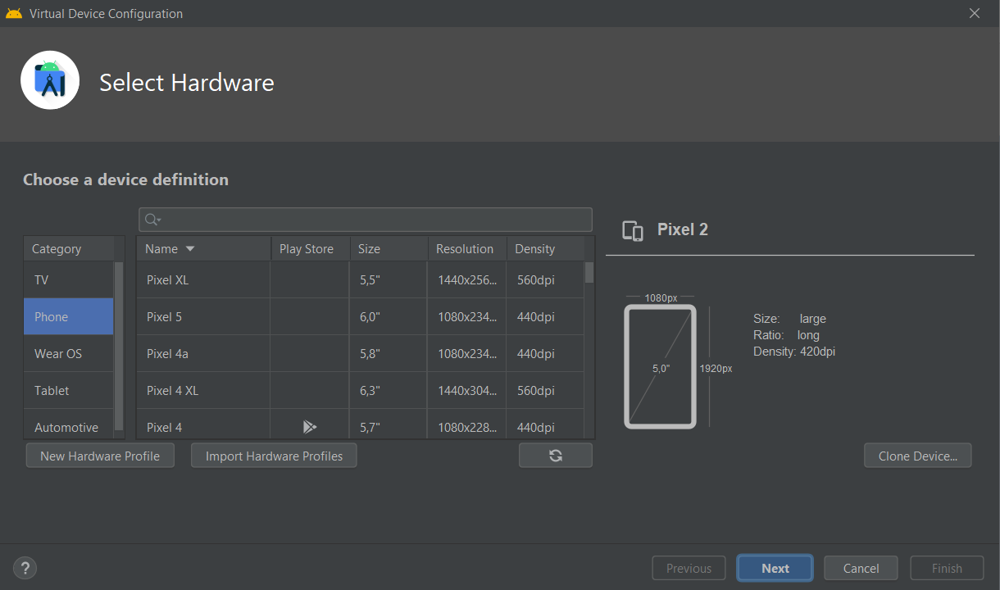 Virtual Device Configuration
Select Hardware
Choose a device definition
Category
TV
Phone
Wear OS
Tablet
Automotive
Name Play Store Size Resolution Density
Pixel XL 5,5" 1440x256... 560dpi
Pixel 5 6,0" 1080x234... 440dpi
Pixel 4a 5,8" 1080x234... 440dpi
Pixel 4 XL 6,3" 1440x304... 560dpi
Pixel 4 5,7" 1080x228... 440dpi
New Hardware Profile Import Hardware Profiles
Pixel 2
1080px
5,0" 1920px
Size: large
Ratio: long
Density: 420dpi
Clone Device...
? Previous Next Cancel Finish